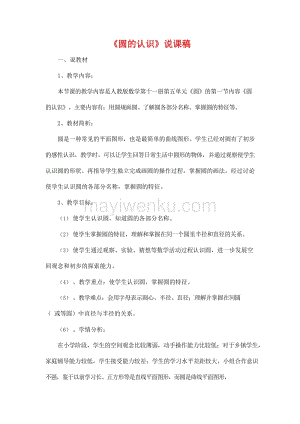 《圆的认识》说课稿
一、说教材
1、教学内容：
本节课的教学内容是人教版数学第十一册第五单元《圆》的第一节内容《圆
的认识》，主要内容有：用圆规画圆、了解圆各部分名称、掌握圆的特征等。
2、教材简析：
圆是一种常见的平面图形，也是最简单的曲线图形。学生已经对圆有了初步
的感性认识，教学时，可以让学生回答日常生活中圆形的物体，并通过观察使学生
认识圆的形状，再指导学生独立完成画圆的操作过程，掌握圆的画法。经过讨论
使学生认识圆的各部分名称，掌握圆的特征。
3、教学目标：
mayiwenku.com
（1）使学生认识圆，知道圆的各部分名称。
（2）使学生掌握圆的特征，理解和掌握在同一个圆里半径和直径的关系。
（3）使学生通过观察、实验、猜想等数学活动过程认识圆，进一步发展空
间观念和初步的探索能力。
（4）、教学重点：使学生认识圆，掌握圆的特征。
（5）、教学难点：会用字母表示圆心、半径、直径；理解并掌握在同圆
（ 或等圆）中直径与半径的关系。
（6）、学情分析：
在小学阶段，学生的空间观念比较薄弱，动手操作能力比较低；对于乡镇学生，
家庭辅导能力较低，学生接受能力较差；学生的学习水平差距较大，小组合作意识
不强，鉴于以前学习长、正方形等是直线平面图形，而圆是曲线平面图形，